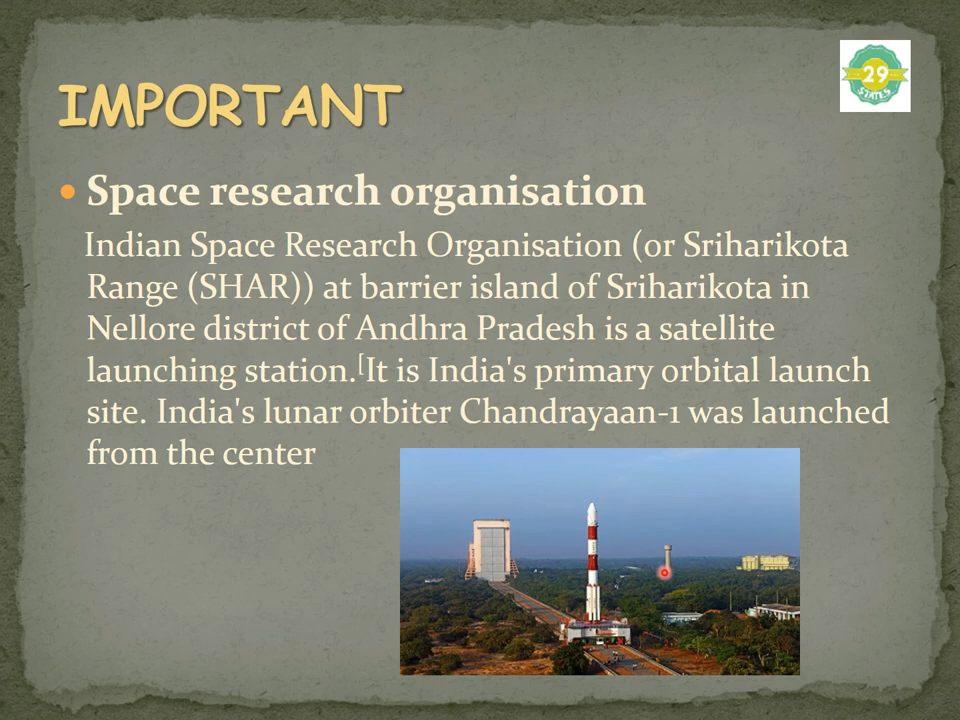 29
STATES
IMPORTANT
Space research organisation
Indian Space Research Organisation (or Sriharikota
Range (SHAR)) at barrier island of Sriharikota in
Nellore district of Andhra Pradesh is a satellite
launching station.[It is India's primary orbital launch
site. India's lunar orbiter Chandrayaan-1 was launched
from the center